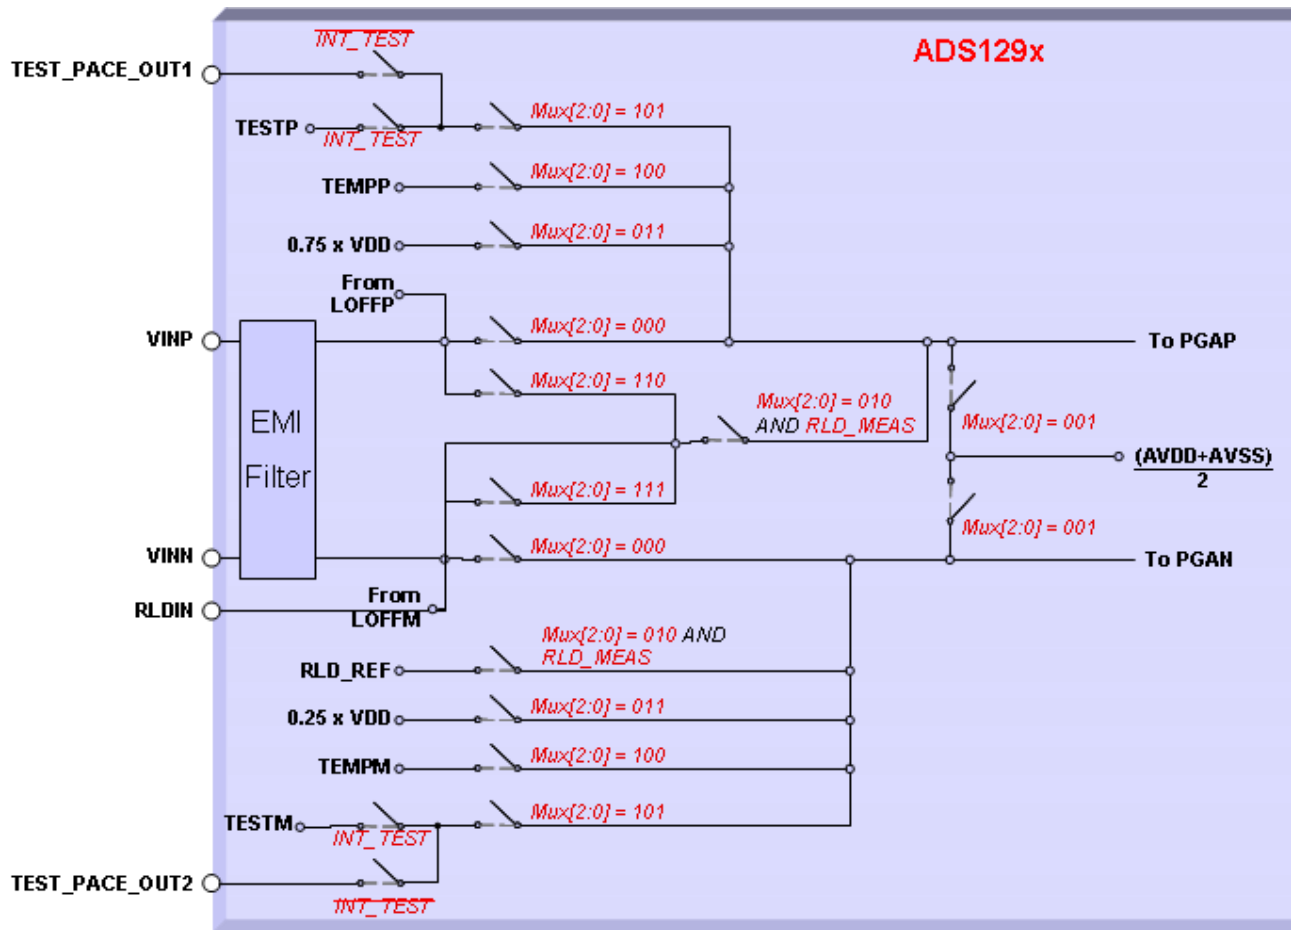 INT_TEST
ADS129x
TEST_PACE_OUT1
Mux[2:0] = 101
TESTP
INT_TEST
TEMPP
Mux[2:0] = 100
0.75 x VDD
Mux[2:0] = 011
From
LOFFP
VINP
Mux[2:0] = 000
To PGAP
Mux[2:0] = 110
Mux[2:0] = 010
AND RLD_MEAS
Mux[2:0] = 001
EMI
Filter
(AVDD+AVSS)
2
Mux[2:0] = 111
Mux[2:0] = 001
VINN
Mux[2:0] = 000
To PGAN
RLDIN
From
LOFFM
Mux[2:0] = 010 AND
RLD_MEAS
RLD_REF
0.25 x VDD
Mux[2:0] = 011
TEMPM
Mux[2:0] = 100
TESTM
Mux[2:0] = 101
INT_TEST
TEST_PACE_OUT2
INT_TEST